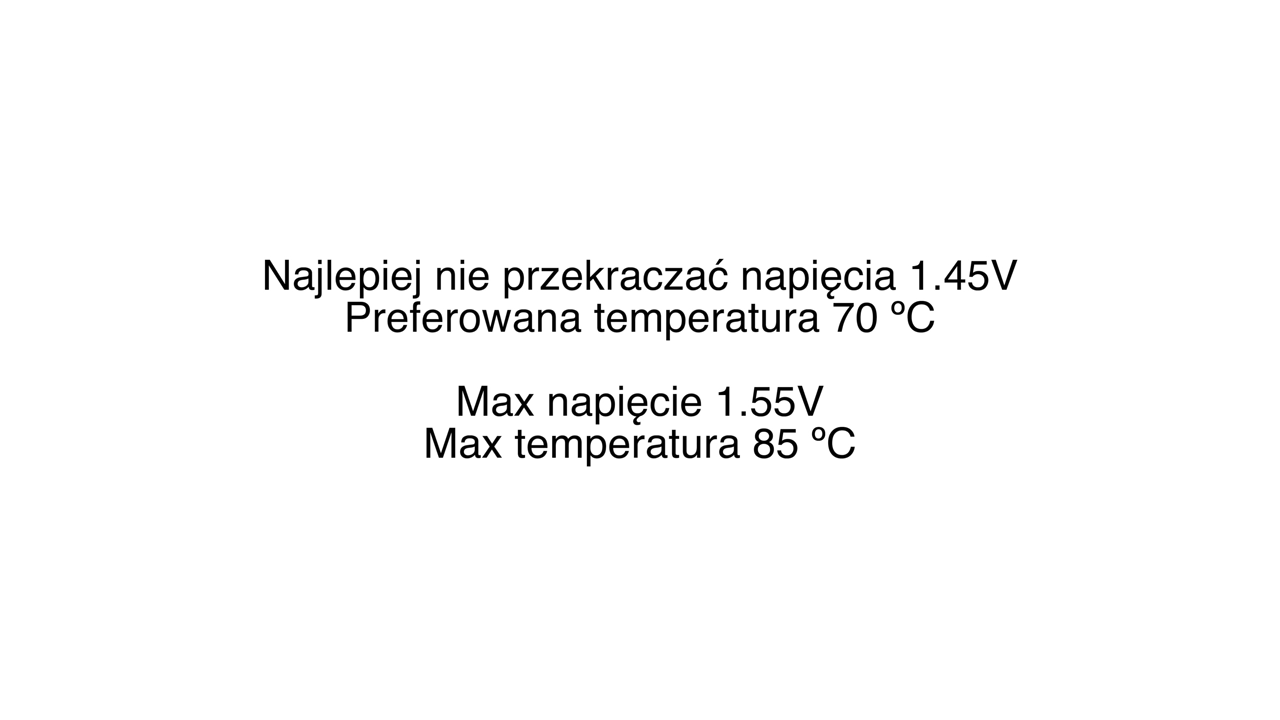 Najlepiej nie przekraczać napięcia 1.45V
Preferowana temperatura 70 ºC
Max napięcie 1.55V
Max temperatura 85 ºC